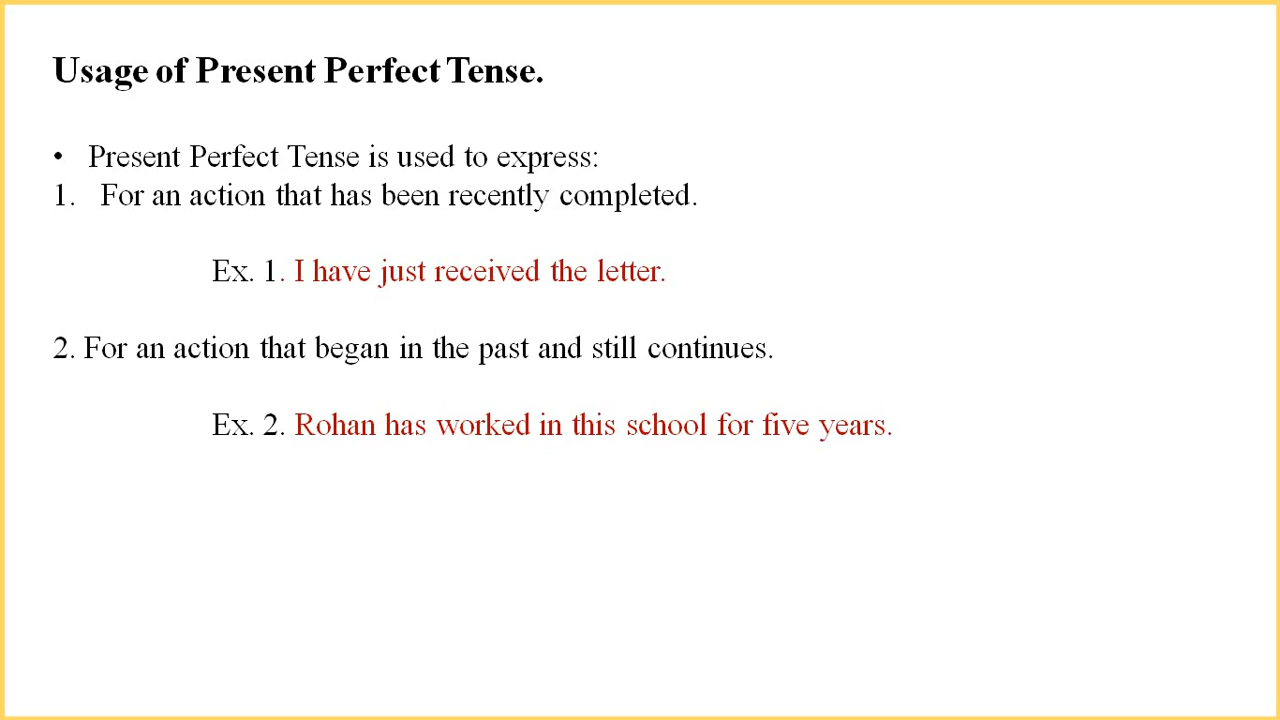 Usage of Present Perfect Tense.
• Present Perfect Tense is used to express:
1. For an action that has been recently completed.
Ex. 1. I have just received the letter.
2. For an action that began in the past and still continues.
Ex. 2. Rohan has worked in this school for five years.